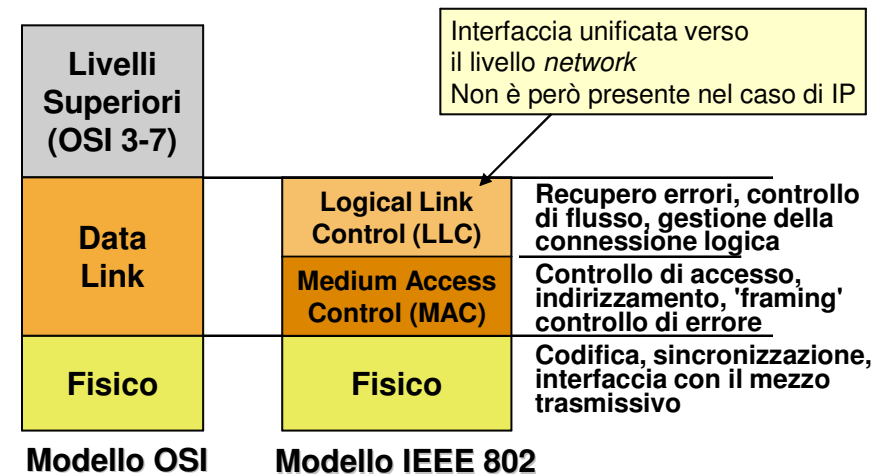 Interfaccia unificata verso
il livello network
Non è però presente nel caso di IP
Livelli
Superiori
(OSI 3-7)
Data
Link
Fisico
Modello OSI
Logical Link
Control (LLC)
Medium Access
Control (MAC)
Fisico
Modello IEEE 802
Recupero errori, controllo
di flusso, gestione della
connessione logica
Controllo di accesso,
indirizzamento, 'framing'
controllo di errore
Codifica, sincronizzazione,
interfaccia con il mezzo
trasmissivo